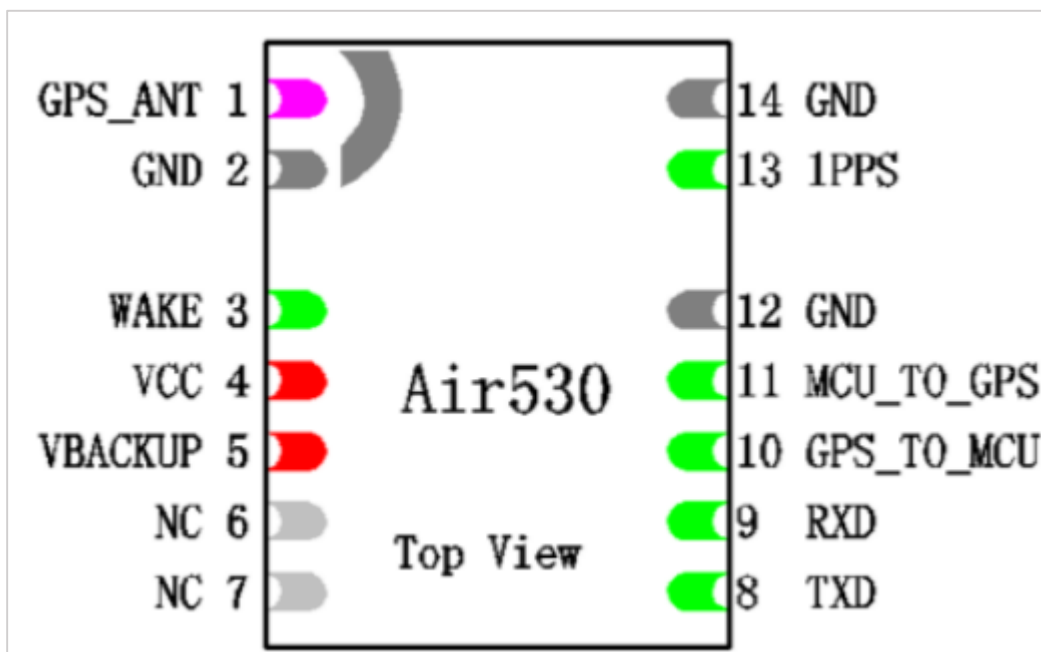 GPS_ANT 1
14 GND
GND 2
13 1PPS
WAKE 3
12 GND
VCC 4
Air530
11 MCU_TO_GPS
VBACKUP 5
10 GPS_TO_MCU
NC 6
9 RXD
Top View
NC 7
8 TXD